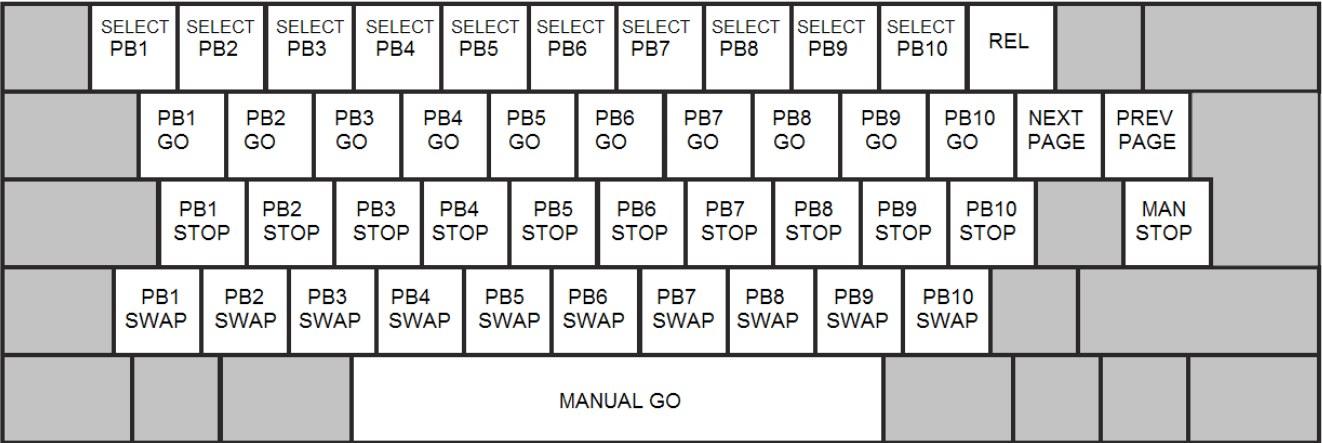 SELECT SELECT SELECT SELECT SELECT SELECT SELECT SELECT SELECT SELECT REL
PB1 PB2 PB3 PB4 PB5 PB6 PB7 PB8 PB9 PB10
PB1 PB2 PB3 PB4 PB5 PB6 PB7 PB8 PB9 PB10 NEXT PREV
GO GO GO GO GO GO GO GO GO GO PAGE PAGE
PB1 PB2 PB3 PB4 PB5 PB6 PB7 PB8 PB9 PB10 MAN
STOP STOP STOP STOP STOP STOP STOP STOP STOP STOP STOP
PB1 PB2 PB3 PB4 PB5 PB6 PB7 PB8 PB9 PB10
SWAP SWAP SWAP SWAP SWAP SWAP SWAP SWAP SWAP SWAP
MANUAL GO